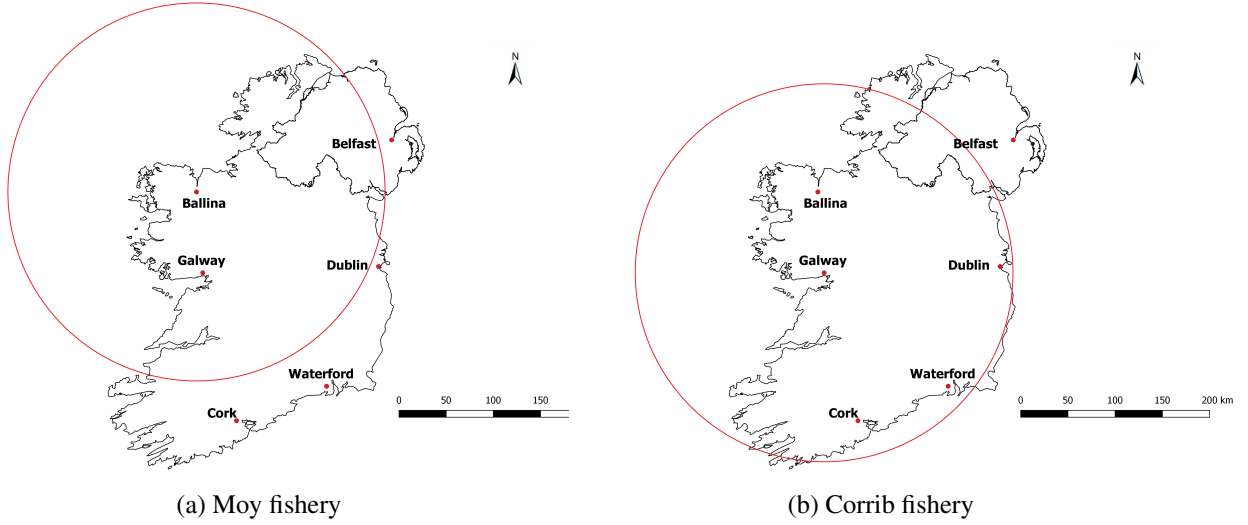 N
Belfast
Ballina
Galway
Dublin
Waterford
Cork
0 50 100 150
(a) Moy fishery
N
Belfast
Ballina
Galway
Dublin
Waterford
Cork
0 50 100 150 200 km
(b) Corrib fishery